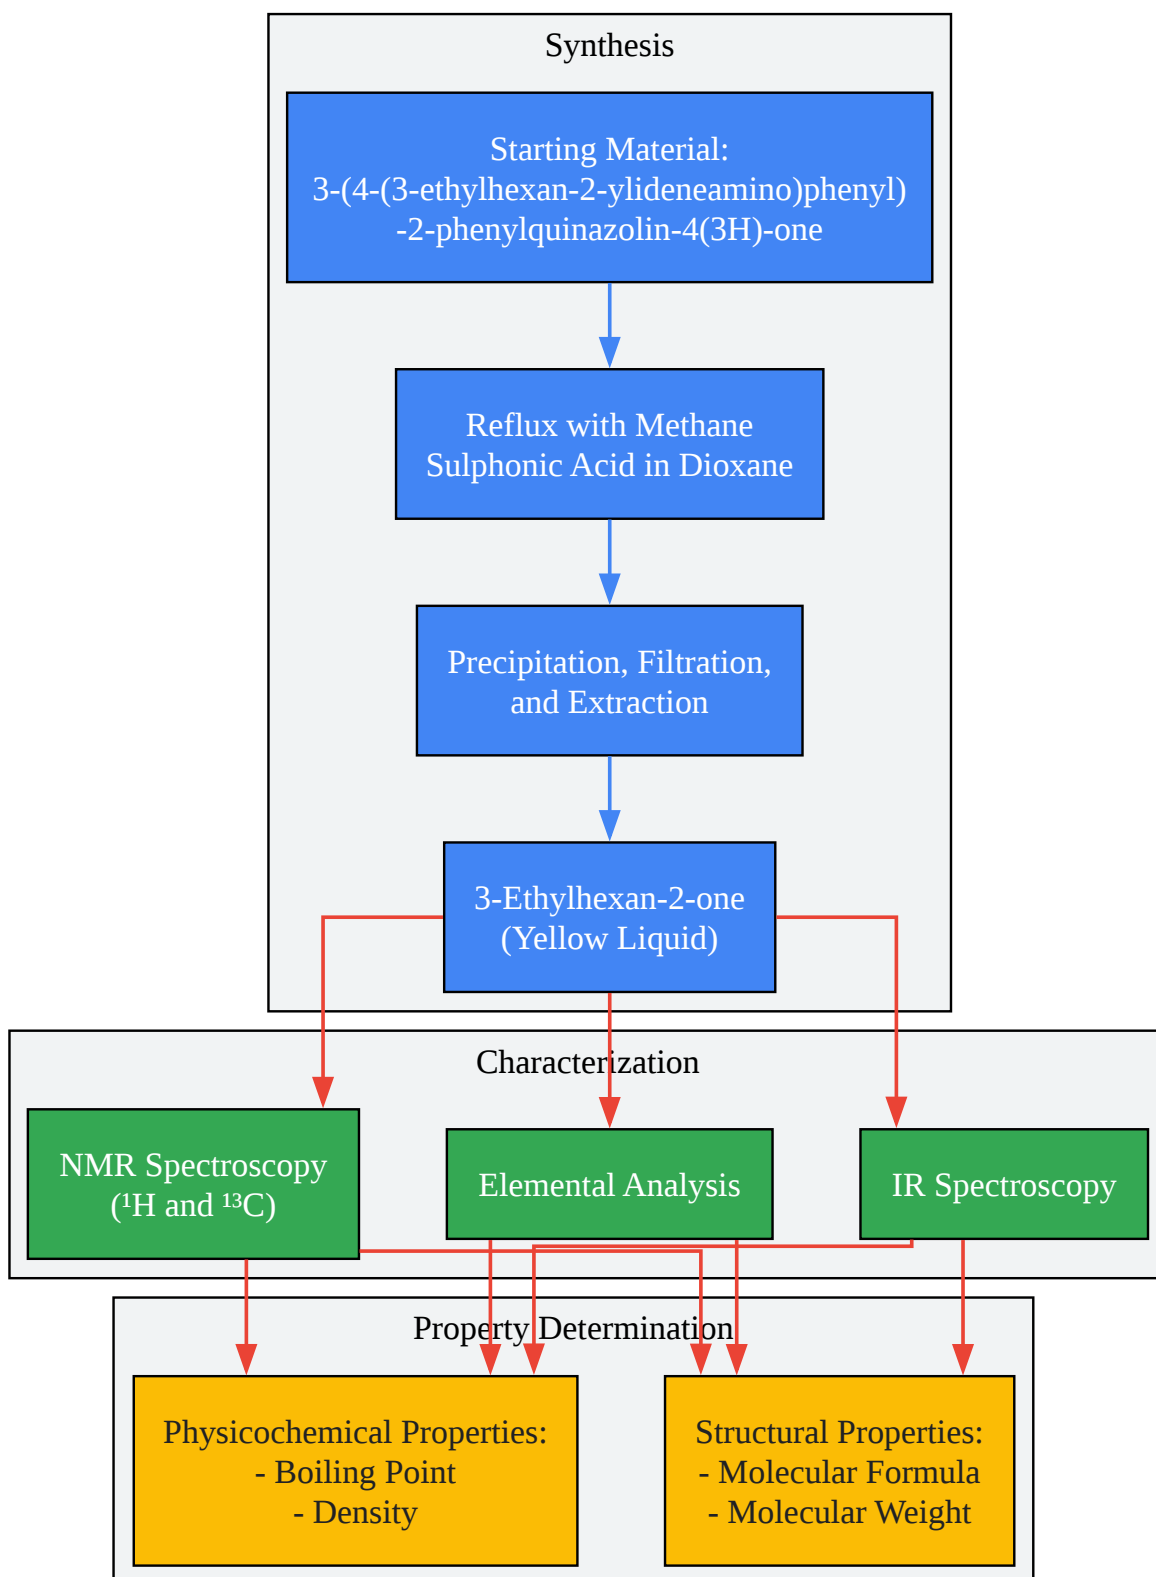 Synthesis
Starting Material:
3-(4-(3-ethylhexan-2-ylideneamino)phenyl)
-2-phenylquinazolin-4(3H)-one
Reflux with Methane
Sulphonic Acid in Dioxane
Precipitation, Filtration,
and Extraction
3-Ethylhexan-2-one
(Yellow Liquid)
Characterization
NMR Spectroscopy
(¹H and ¹³C)
Elemental Analysis
IR Spectroscopy
Property Determination
Physicochemical Properties:
- Boiling Point
- Density
Structural Properties:
- Molecular Formula
- Molecular Weight